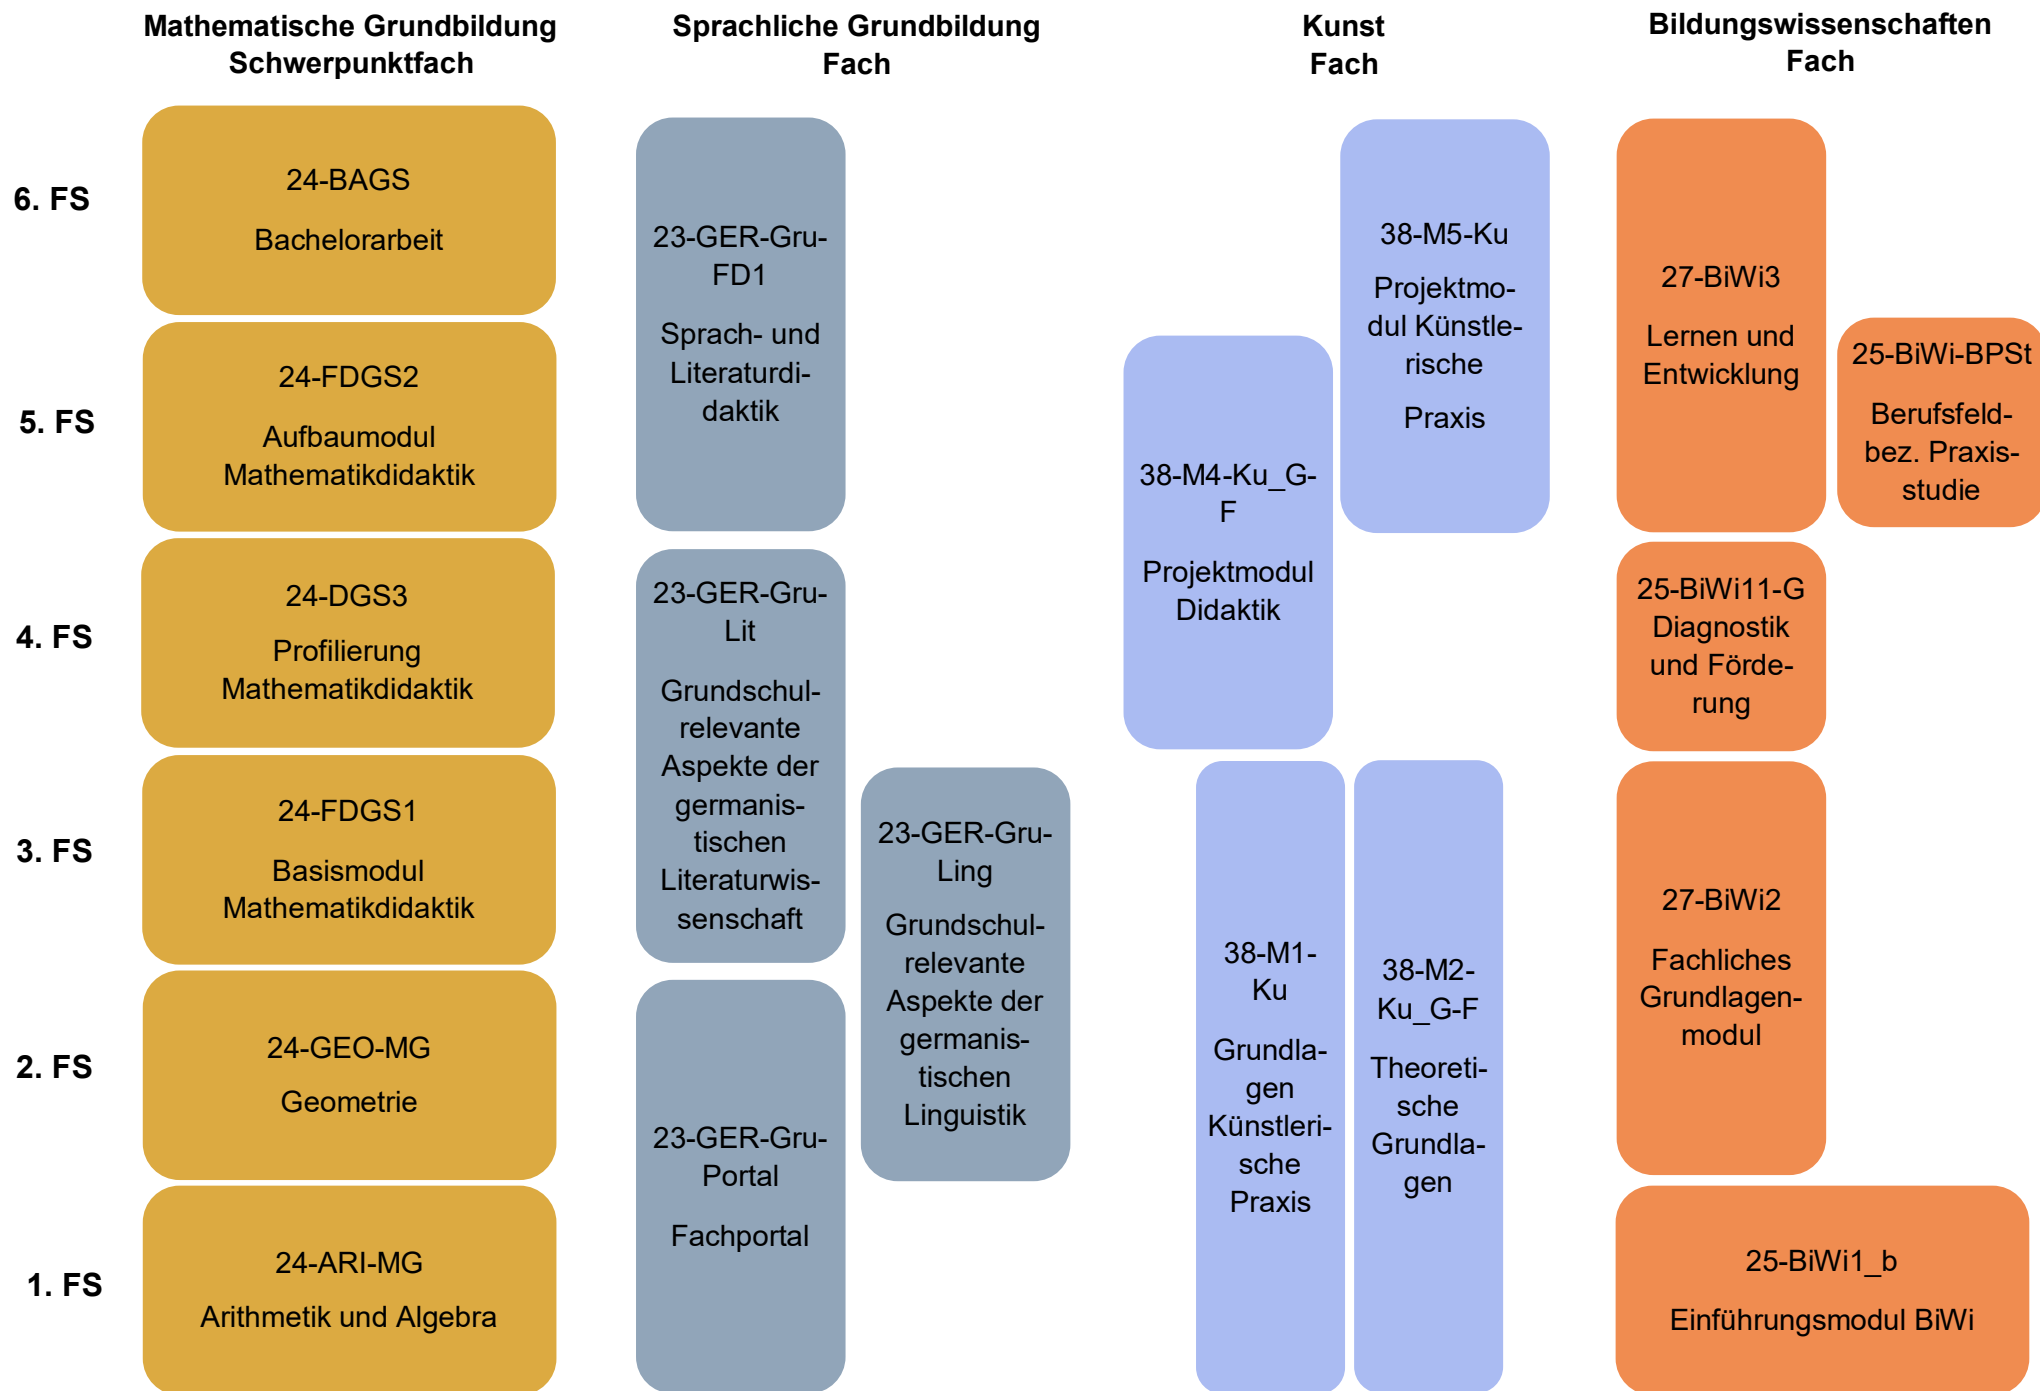 Mathematische Grundbildung
Schwerpunktfach
Sprachliche Grundbildung
Fach
Kunst
Fach
Bildungswissenschaften
Fach
6. FS
5. FS
4. FS
3. FS
2. FS
1. FS
24-BAGS
Bachelorarbeit
24-FDGS2
Aufbaumodul
Mathematikdidaktik
24-DGS3
Profilierung
Mathematikdidaktik
24-FDGS1
Basismodul
Mathematikdidaktik
24-GEO-MG
Geometrie
24-ARI-MG
Arithmetik und Algebra
23-GER-Gru-
FD1
Sprach- und
Literaturdi-
daktik
23-GER-Gru-
Lit
Grundschul-
relevante
Aspekte der
germanis-
tischen
Literaturwis-
senschaft
23-GER-Gru-
Ling
Grundschul-
relevante
Aspekte der
germanis-
tischen
Linguistik
23-GER-Gru-
Portal
Fachportal
38-M5-Ku
Projektmo-
dul Künstle-
rische
Praxis
38-M4-Ku_G-
F
Projektmodul
Didaktik
38-M1-
Ku
Grundla-
gen
Künstleri-
sche
Praxis
38-M2-
Ku_G-F
Theoreti-
sche
Grundla-
gen
27-BiWi3
Lernen und
Entwicklung
25-BiWi-BPSt
Berufsfeld-
bez. Praxis-
studie
25-BiWi11-G
Diagnostik
und Förde-
rung
27-BiWi2
Fachliches
Grundlagen-
modul
25-BiWi1_b
Einführungsmodul BiWi